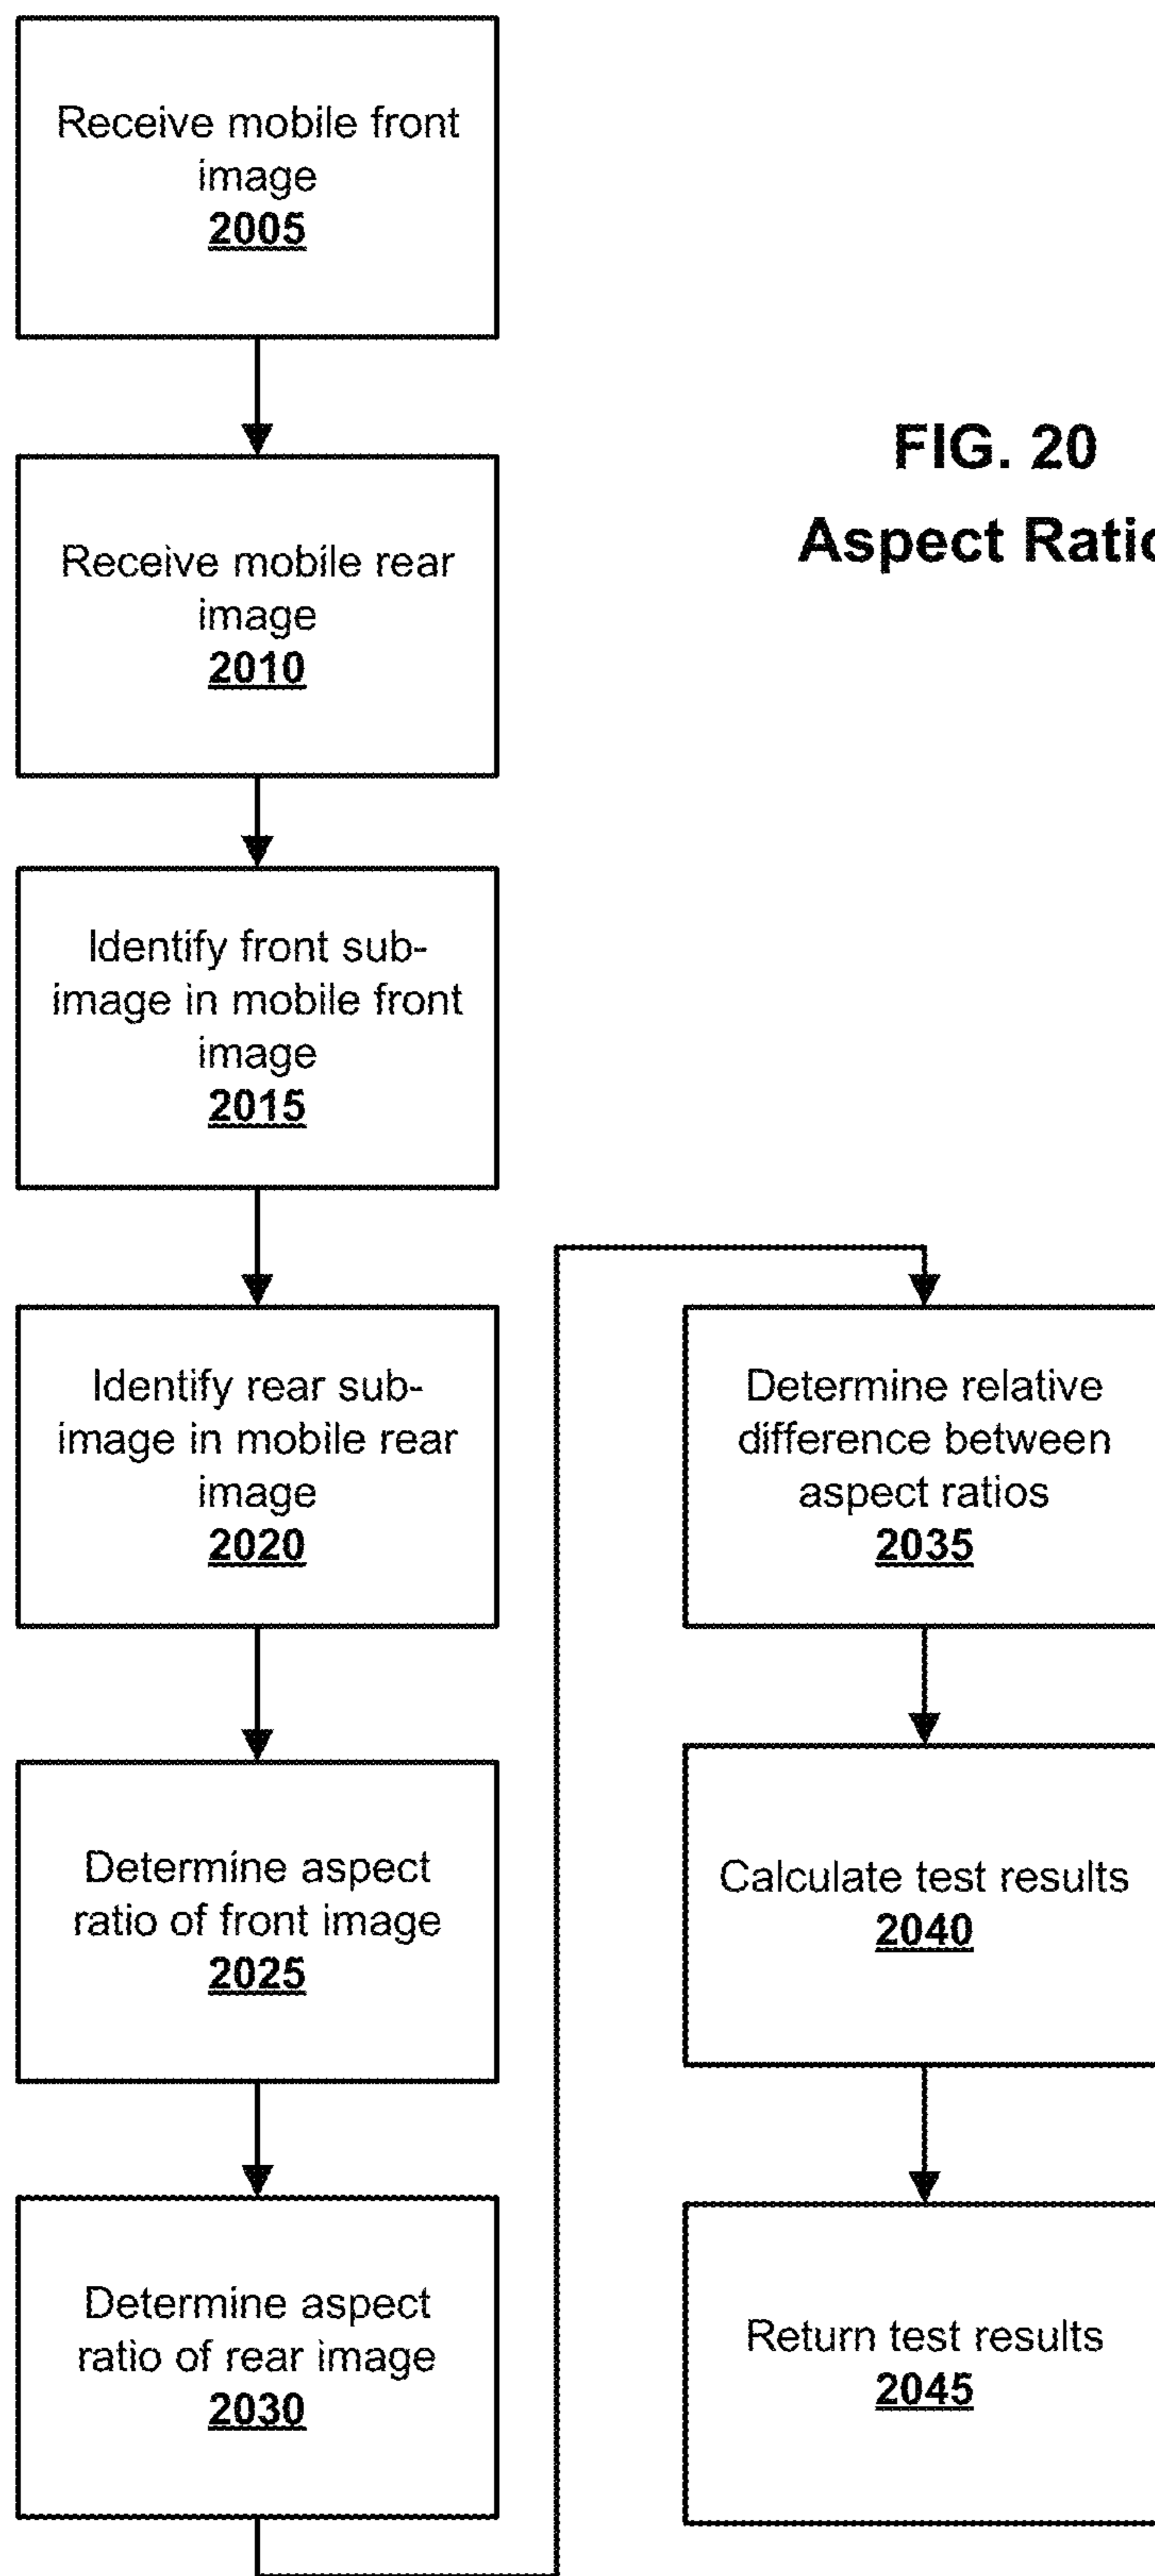 Receive mobile front
image
2005
Receive mobile rear
image
2010
Identify front sub-
image in mobile front
image
2015
Identify rear sub-
image in mobile rear
image
2020
Determine aspect
ratio of front image
2025
Determine aspect
ratio of rear image
2030
FIG. 20
Aspect Ratio
Determine relative
difference between
aspect ratios
2035
Calculate test results
2040
Return test results
2045